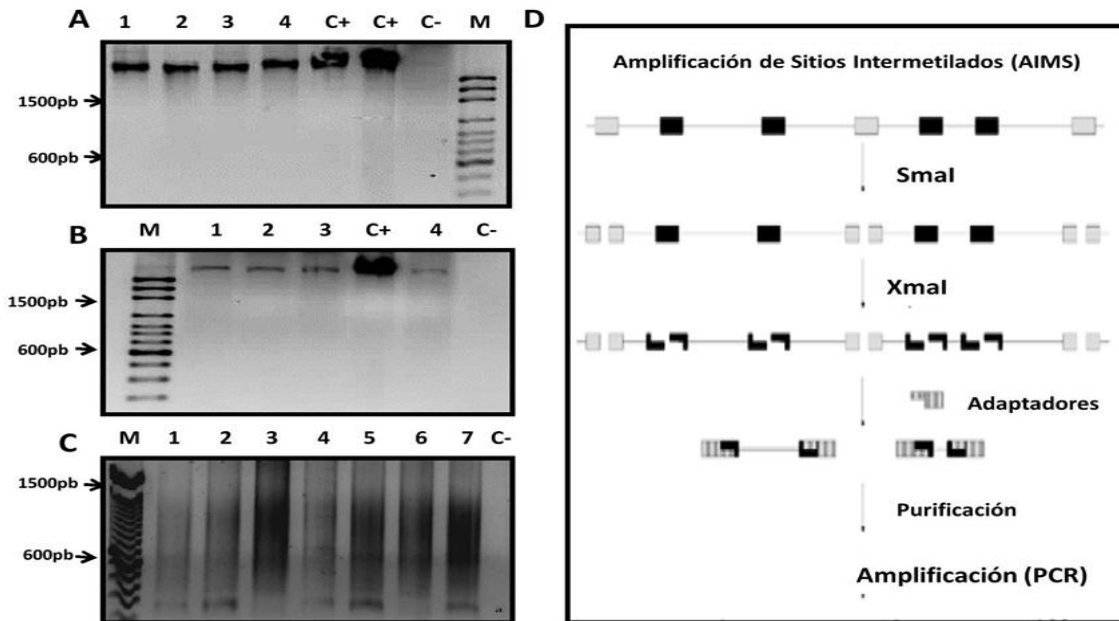 A
1 2 3 4 C+ C+ C- M
1500pb
600pb
B
M 1 2 3 C+ 4 C-
1500pb
600pb
C
M 1 2 3 4 5 6 7 C-
1500pb
600pb
D
Amplificación de Sitios Intermetilados (AIMS)
SmaI
XmaI
Adaptadores
Purificación
Amplificación (PCR)